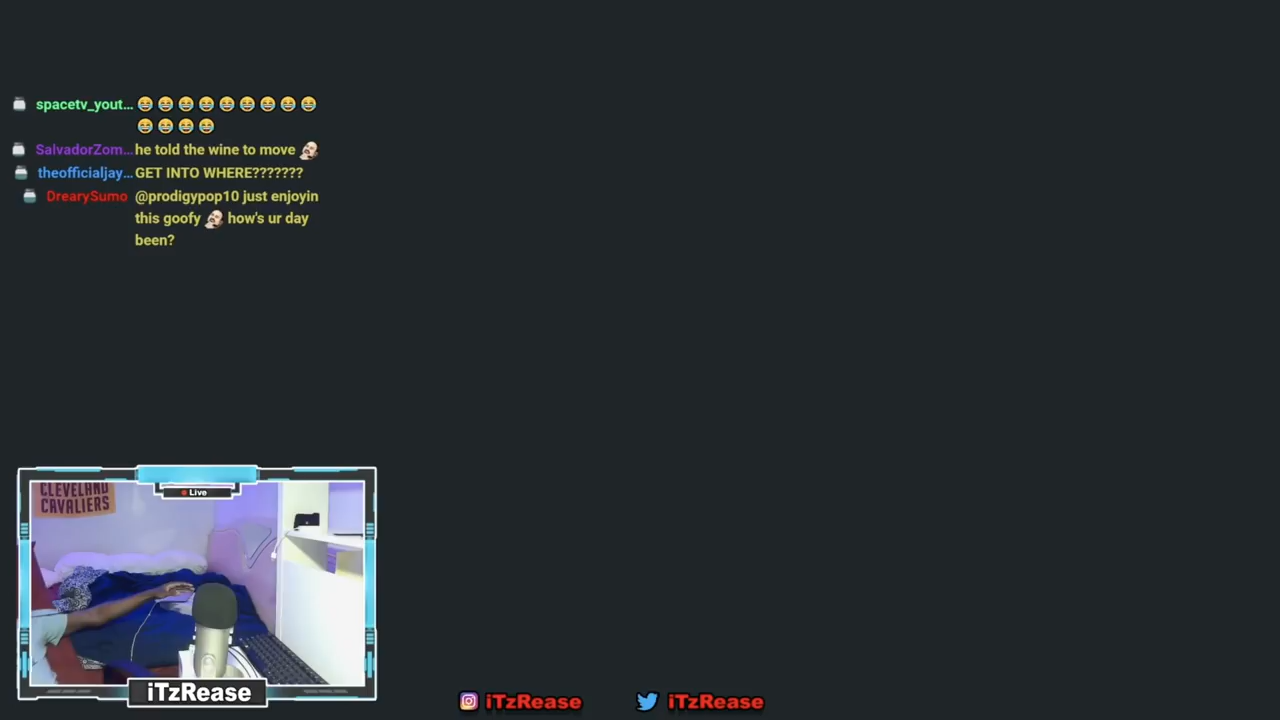 spacetv_yout... 😂😂😂😂😂😂😂😂😂
😂😂😂😂
SalvadorZom... he told the wine to move
theofficialjay... GET INTO WHERE???????
DrearySumo @prodigypop10 just enjoyin
this goofy how's ur day
been?
Live
CLEVELAND
CAVALIERS
iTzRease
iTzRease
iTzRease